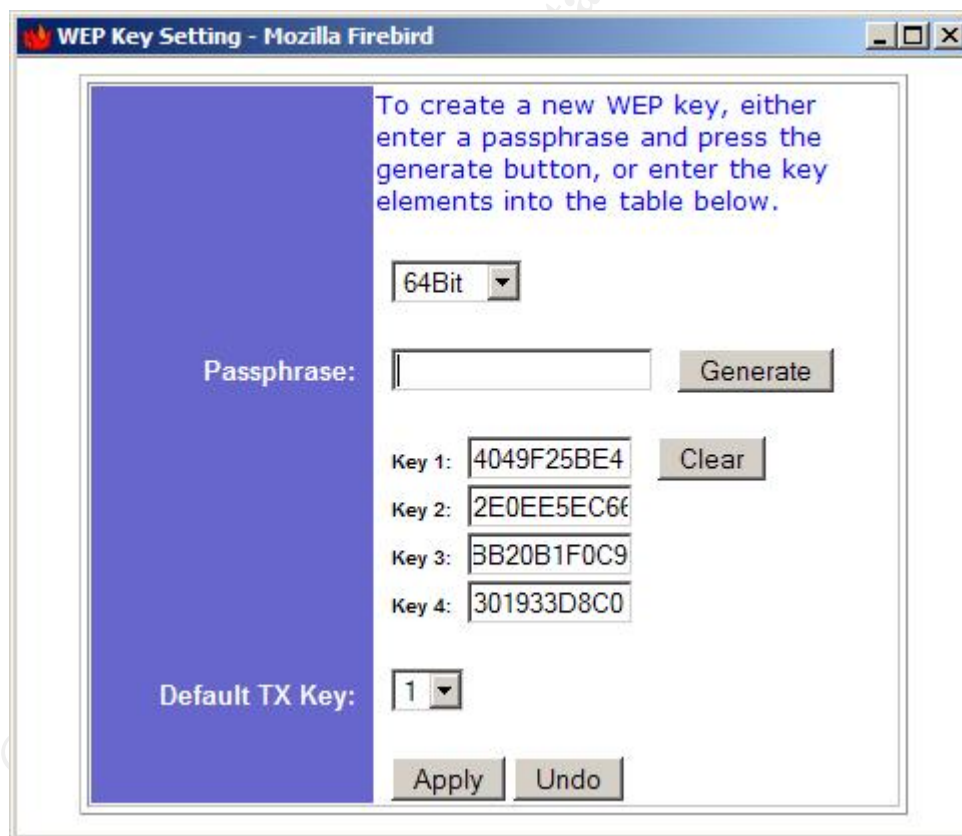 WEP Key Setting - Mozilla Firebird
To create a new WEP key, either
enter a passphrase and press the
generate button, or enter the key
elements into the table below.
64Bit
Passphrase:
Generate
Key 1: 4049F25BE4
Clear
Key 2: 2E0EE5EC66
Key 3: BB20B1F0C9
Key 4: 301933D8C0
Default TX Key: 1
Apply Undo